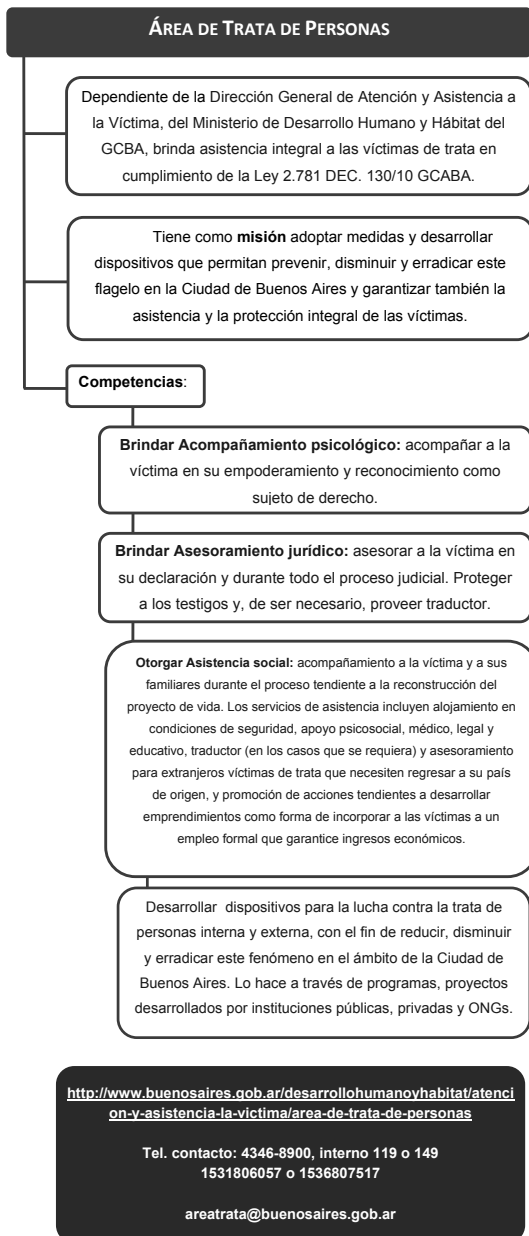 ÁREA DE TRATA DE PERSONAS
Dependiente de la Dirección General de Atención y Asistencia a
la Víctima, del Ministerio de Desarrollo Humano y Hábitat del
GCBA, brinda asistencia integral a las víctimas de trata en
cumplimiento de la Ley 2.781 DEC. 130/10 GCABA.
Tiene como misión adoptar medidas y desarrollar
dispositivos que permitan prevenir, disminuir y erradicar este
flagelo en la Ciudad de Buenos Aires y garantizar también la
asistencia y la protección integral de las víctimas.
Competencias:
Brindar Acompañamiento psicológico: acompañar a la
víctima en su empoderamiento y reconocimiento como
sujeto de derecho.
Brindar Asesoramiento jurídico: asesorar a la víctima en
su declaración y durante todo el proceso judicial. Proteger
a los testigos y, de ser necesario, proveer traductor.
Otorgar Asistencia social: acompañamiento a la víctima y a sus
familiares durante el proceso tendiente a la reconstrucción del
proyecto de vida. Los servicios de asistencia incluyen alojamiento en
condiciones de seguridad, apoyo psicosocial, médico, legal y
educativo, traductor (en los casos que se requiera) y asesoramiento
para extranjeros víctimas de trata que necesiten regresar a su país
de origen, y promoción de acciones tendientes a desarrollar
emprendimientos como forma de incorporar a las víctimas a un
empleo formal que garantice ingresos económicos.
Desarrollar dispositivos para la lucha contra la trata de
personas interna y externa, con el fin de reducir, disminuir
y erradicar este fenómeno en el ámbito de la Ciudad de
Buenos Aires. Lo hace a través de programas, proyectos
desarrollados por instituciones públicas, privadas y ONGs.
http://www.buenosaires.gob.ar/desarrollohumanoyhabitat/atenci
on-y-asistencia-la-victima/area-de-trata-de-personas
Tel. contacto: 4346-8900, interno 119 o 149
1531806057 o 1536807517
areatrata@buenosaires.gob.ar